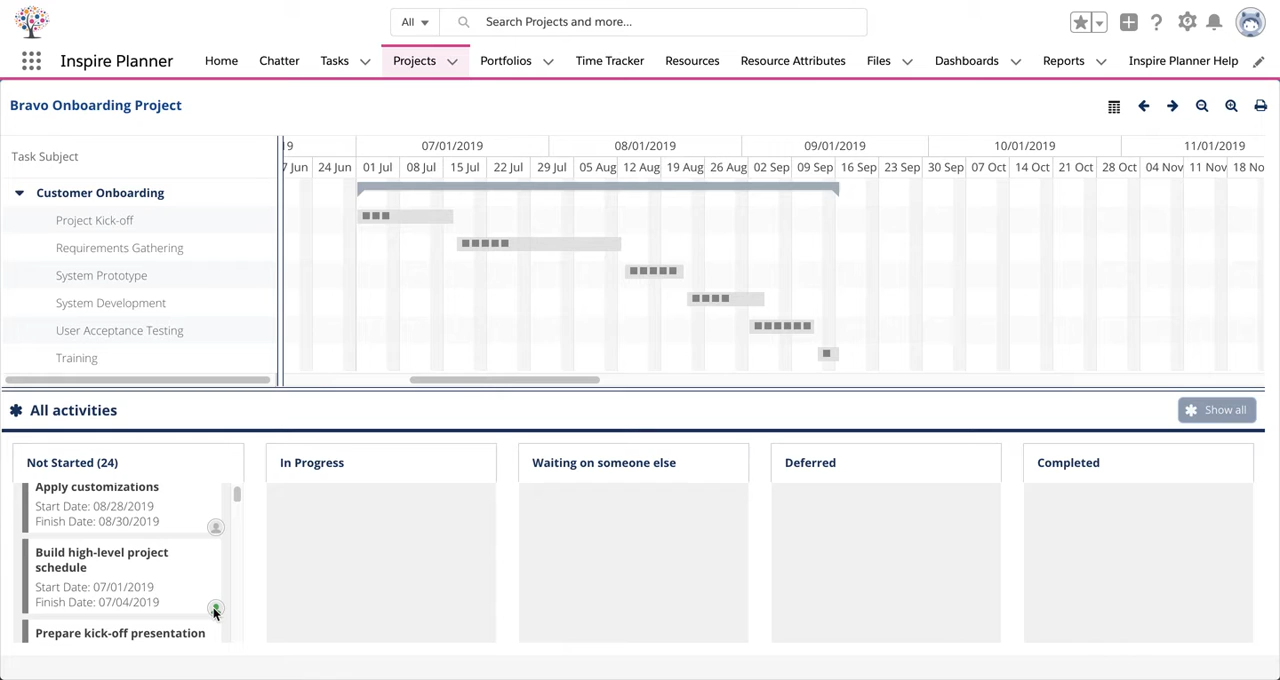 All
Search Projects and more...
Inspire Planner
Home
Chatter
Tasks
Projects
Portfolios
Time Tracker
Resources
Resource Attributes
Files
Dashboards
Reports
Inspire Planner Help
Bravo Onboarding Project
Task Subject
19
07/01/2019
08/01/2019
09/01/2019
10/01/2019
11/01/2019
7 Jun
24 Jun
01 Jul
08 Jul
15 Jul
22 Jul
29 Jul
05 Aug
12 Aug
19 Aug
26 Aug
02 Sep
09 Sep
16 Sep
23 Sep
30 Sep
07 Oct
14 Oct
21 Oct
28 Oct
04 Nov
11 Nov
18 No
Customer Onboarding
Project Kick-off
Requirements Gathering
System Prototype
System Development
User Acceptance Testing
Training
All activities
Show all
Not Started (24)
In Progress
Waiting on someone else
Deferred
Completed
Apply customizations
Start Date: 08/28/2019
Finish Date: 08/30/2019
Build high-level project
schedule
Start Date: 07/01/2019
Finish Date: 07/04/2019
Prepare kick-off presentation